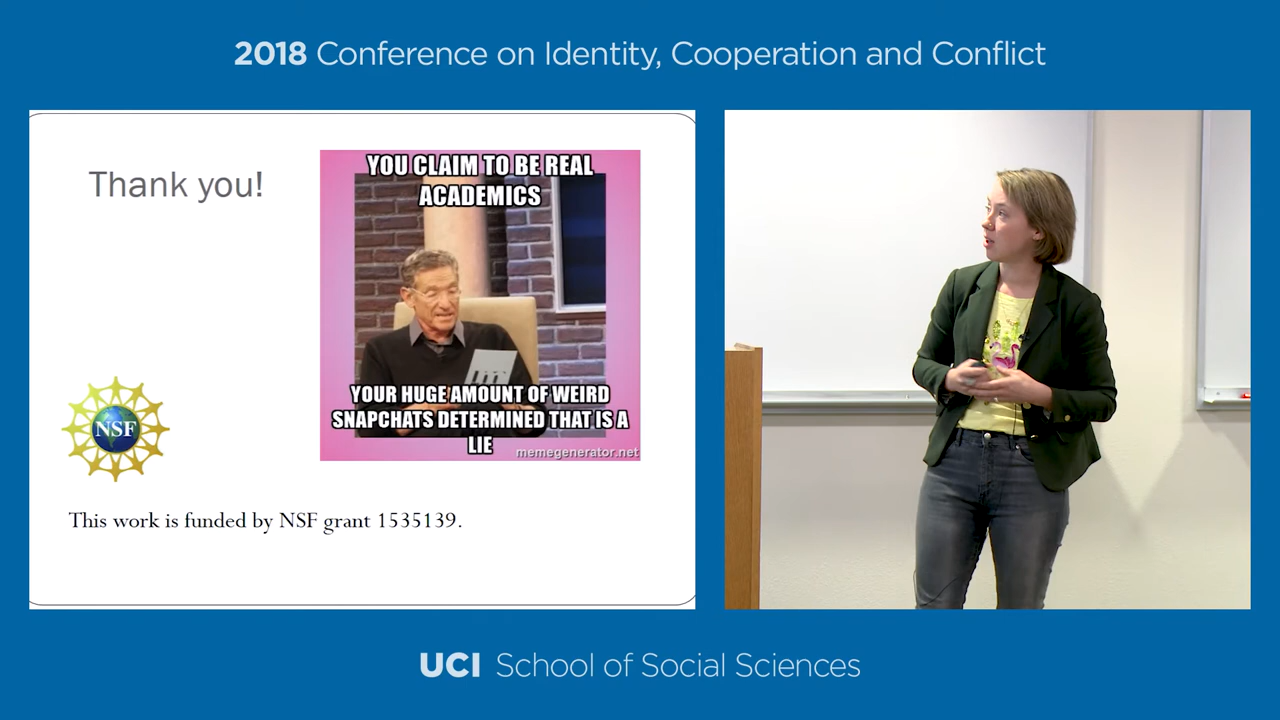 2018 Conference on Identity, Cooperation and Conflict
Thank you!
YOU CLAIM TO BE REAL
ACADEMICS
YOUR HUGE AMOUNT OF WEIRD
SNAPCHATS DETERMINED THAT IS A
LIE
memegenerator.net
NSF
This work is funded by NSF grant 1535139.
UCI School of Social Sciences